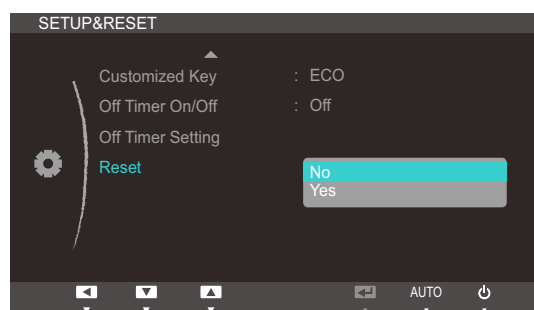 SETUP&RESET
Customized Key : ECO
Off Timer On/Off : Off
Off Timer Setting
Reset No
Yes
AUTO